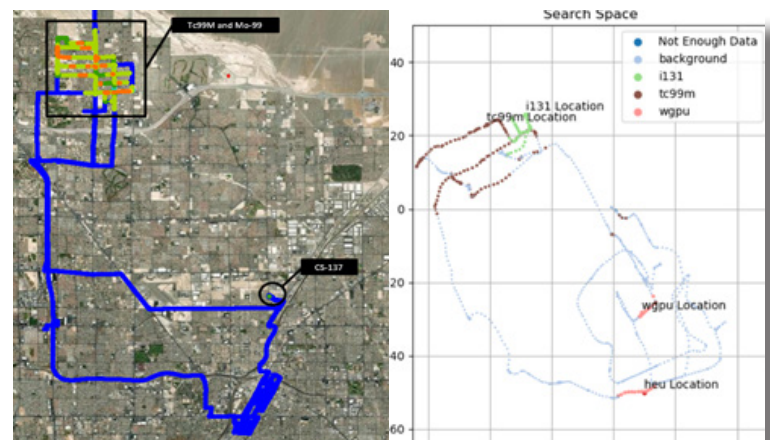 Tc99M and Mo-99
CS-137
Search Space
Not Enough Data
background
i131
tc99m
wgpu
i131 Location
tc99m Location
wgpu Location
heu Location
40
20
0
20
40
60